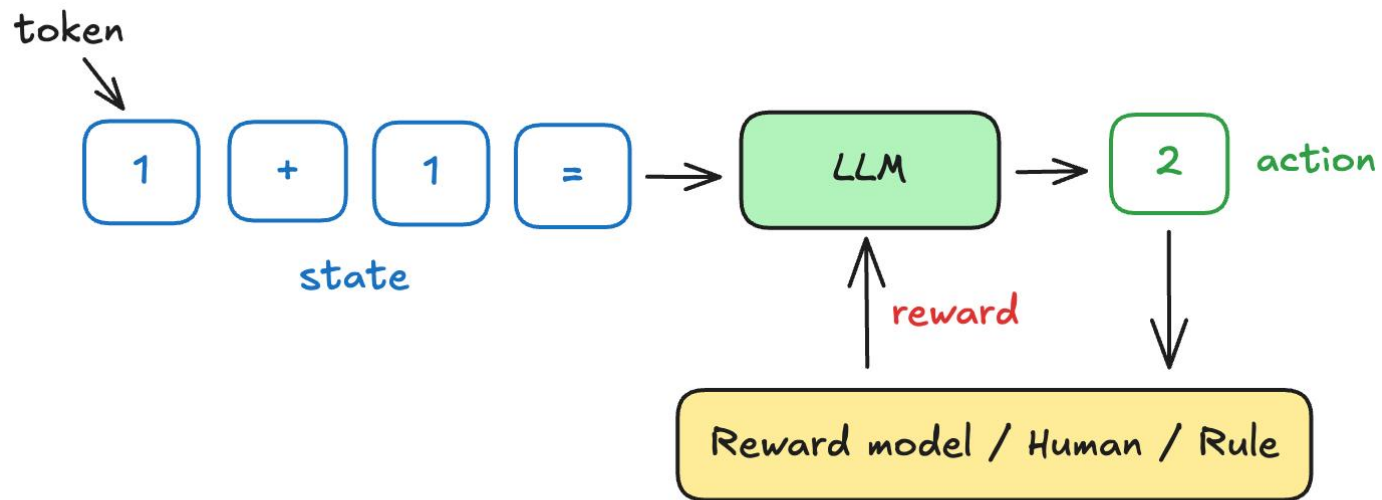 token
1 + 1 = LLM 2 action
state
reward
Reward model / Human / Rule